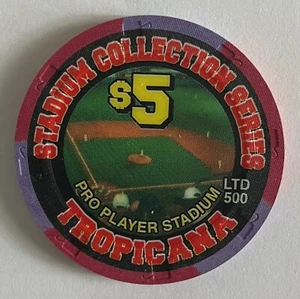 STADIUM COLLECTION SERIES
$5
PRO PLAYER STADIUM
LTD
500
TROPICANA